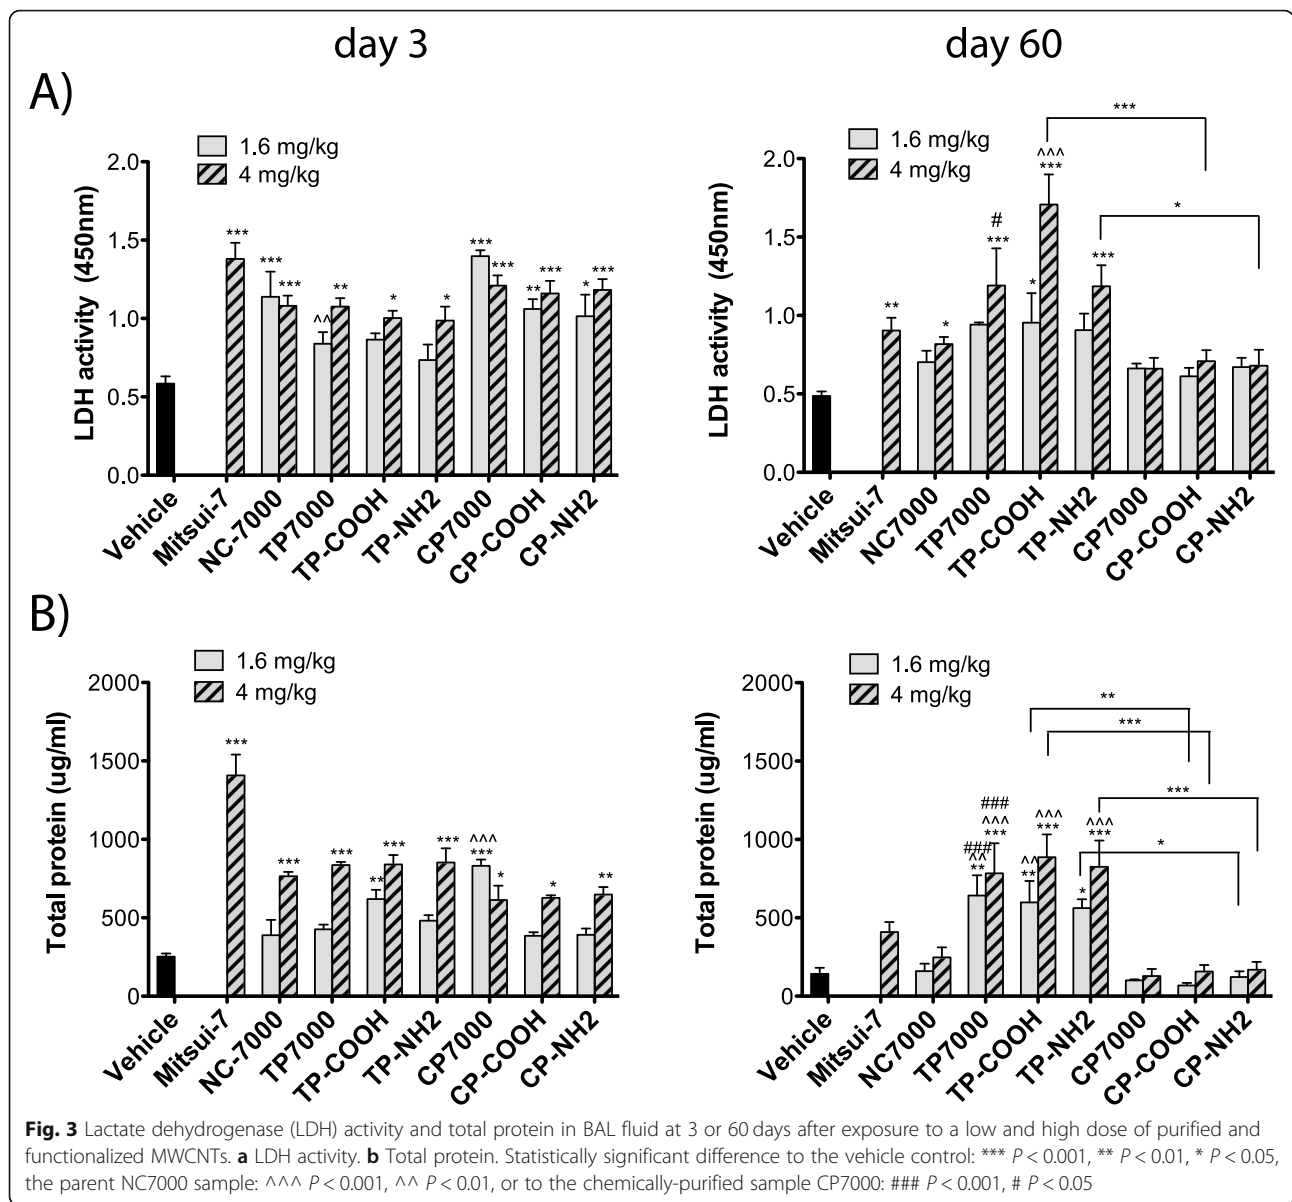 day 3
day 60
A)
1.6 mg/kg
4 mg/kg
LDH activity (450nm)
2.0
1.5
1.0
0.5
0.0
***
*** ***
^^ **
*
*
*** ***
** ***
* ***
Vehicle
Mitsui-7
NC-7000
TP7000
TP-COOH
TP-NH2
CP7000
CP-COOH
CP-NH2
1.6 mg/kg
4 mg/kg
LDH activity (450nm)
2.0
1.5
1.0
0.5
0.0
**
*
#
***
*
^^^
***
***
***
*
Vehicle
Mitsui-7
NC7000
TP7000
TP-COOH
TP-NH2
CP7000
CP-COOH
CP-NH2
B)
1.6 mg/kg
4 mg/kg
Total protein (ug/ml)
2000
1500
1000
500
0
***
***
***
** ***
***
^^^
*** *
*
**
Vehicle
Mitsui-7
NC-7000
TP7000
TP-COOH
TP-NH2
CP7000
CP-COOH
CP-NH2
1.6 mg/kg
4 mg/kg
Total protein (ug/ml)
2000
1500
1000
500
0
###
^^
**
###
^^^
***
^^
**
^^^
***
*
^^^
***
**
***
***
*
Vehicle
Mitsui-7
NC7000
TP7000
TP-COOH
TP-NH2
CP7000
CP-COOH
CP-NH2
Fig. 3 Lactate dehydrogenase (LDH) activity and total protein in BAL fluid at 3 or 60 days after exposure to a low and high dose of purified and
functionalized MWCNTs. a LDH activity. b Total protein. Statistically significant difference to the vehicle control: *** P < 0.001, ** P < 0.01, * P < 0.05,
the parent NC7000 sample: ^^^ P < 0.001, ^^ P < 0.01, or to the chemically-purified sample CP7000: ### P < 0.001, # P < 0.05